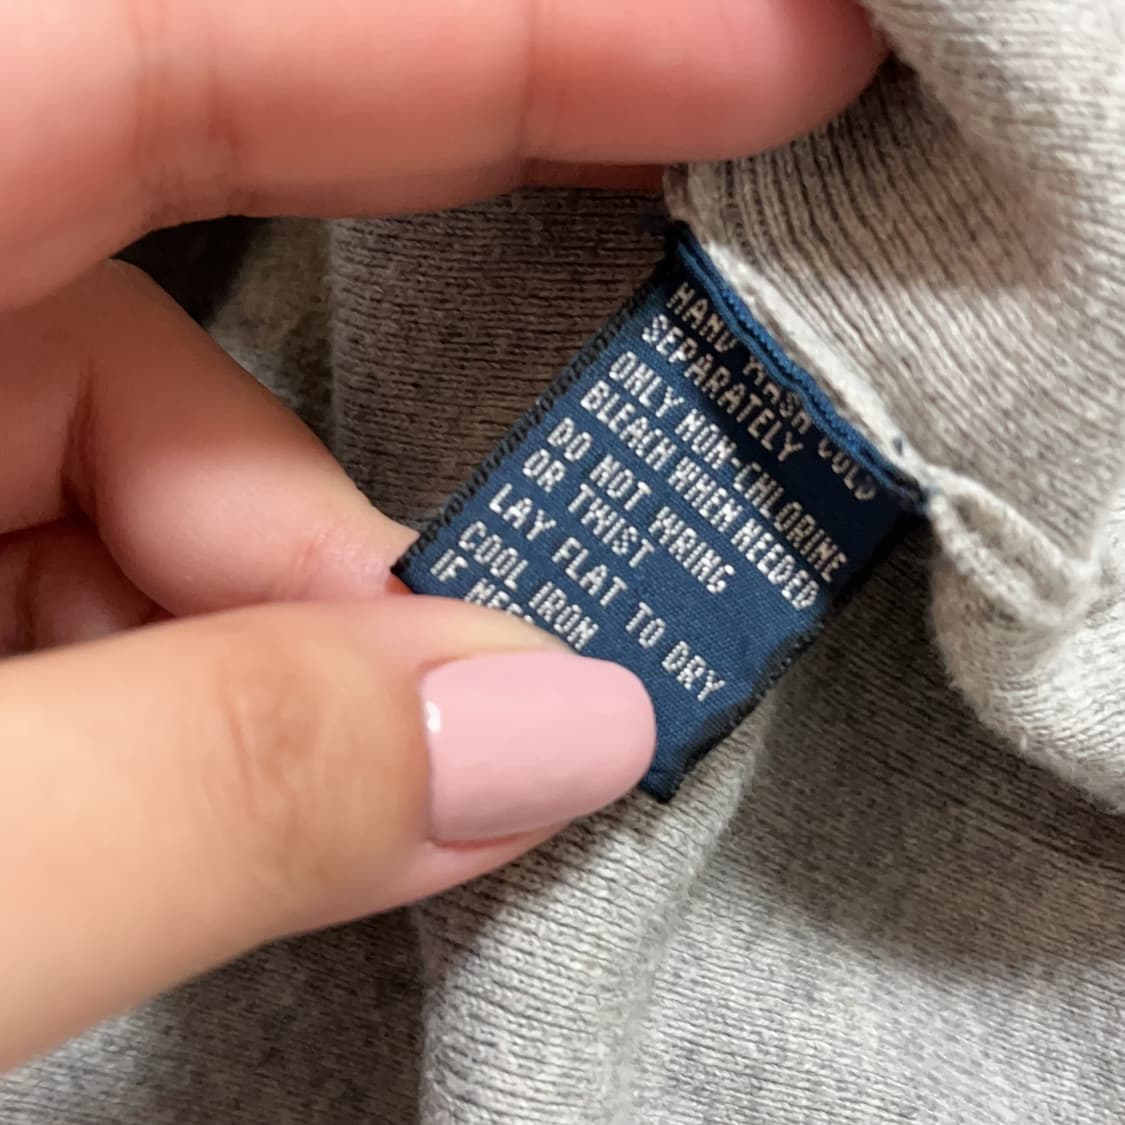 HAND WASH COLD
SEPARATELY
ONLY NON-CHLORINE
BLEACH WHEN NEEDED
DO NOT WRING
OR TWIST
LAY FLAT TO DRY
COOL IRON
IF